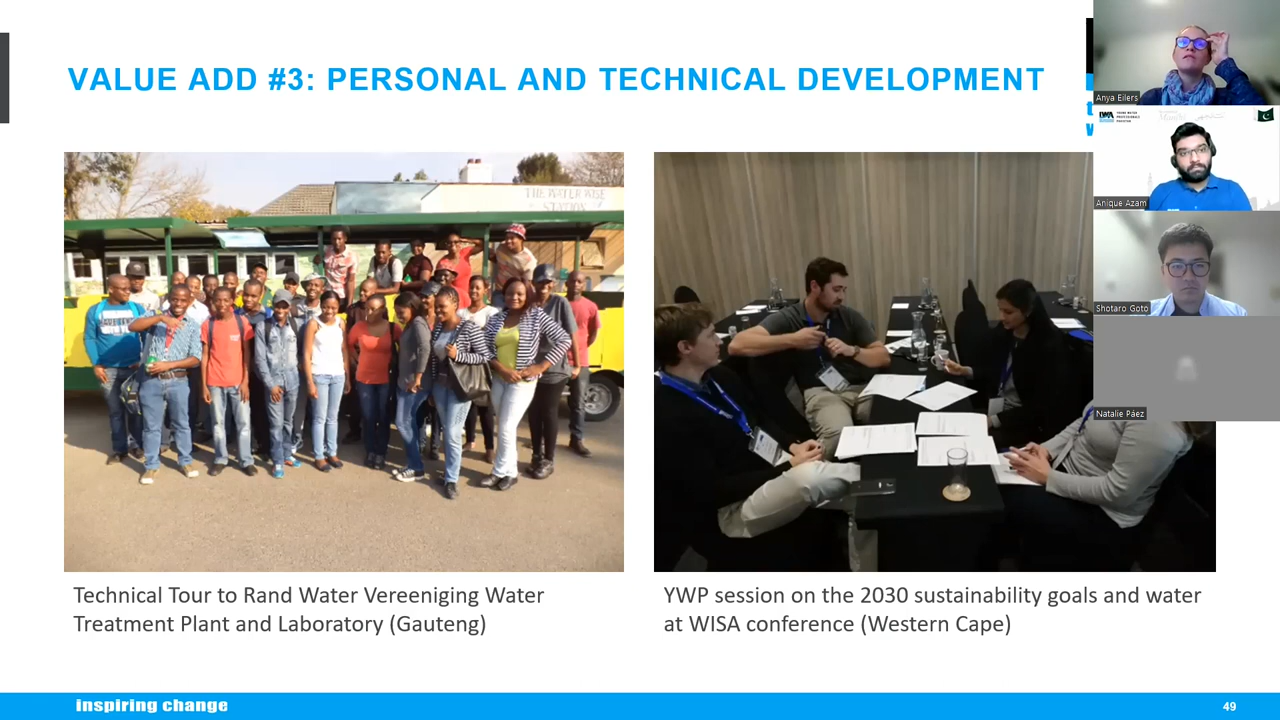 VALUE ADD #3: PERSONAL AND TECHNICAL DEVELOPMENT
THE WATER WISE
STATION
Technical Tour to Rand Water Vereeniging Water
Treatment Plant and Laboratory (Gauteng)
YWP session on the 2030 sustainability goals and water
at WISA conference (Western Cape)
inspiring change
49
Anya Eilers
IWA
Anique Azam
Shotaro Goto
Natalie Páez